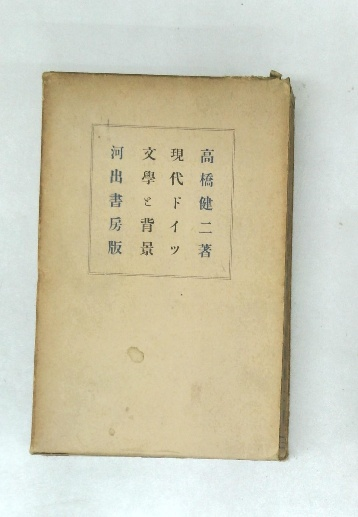 高橋健二著
現代ドイツ
文學と背景
河出書房版